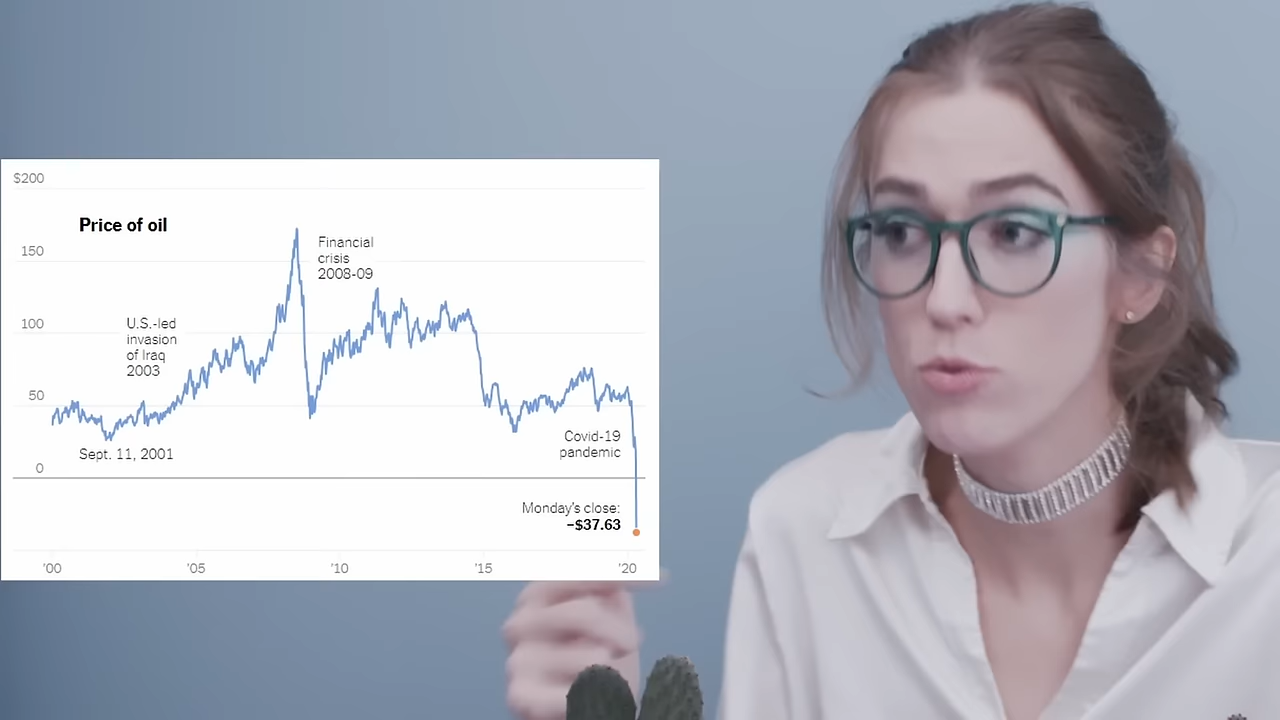 $200
Price of oil
150
Financial
crisis
2008-09
100
U.S.-led
invasion
of Iraq
2003
50
Covid-19
pandemic
Sept. 11, 2001
0
Monday's close:
–$37.63
'00 '05 '10 '15 '20